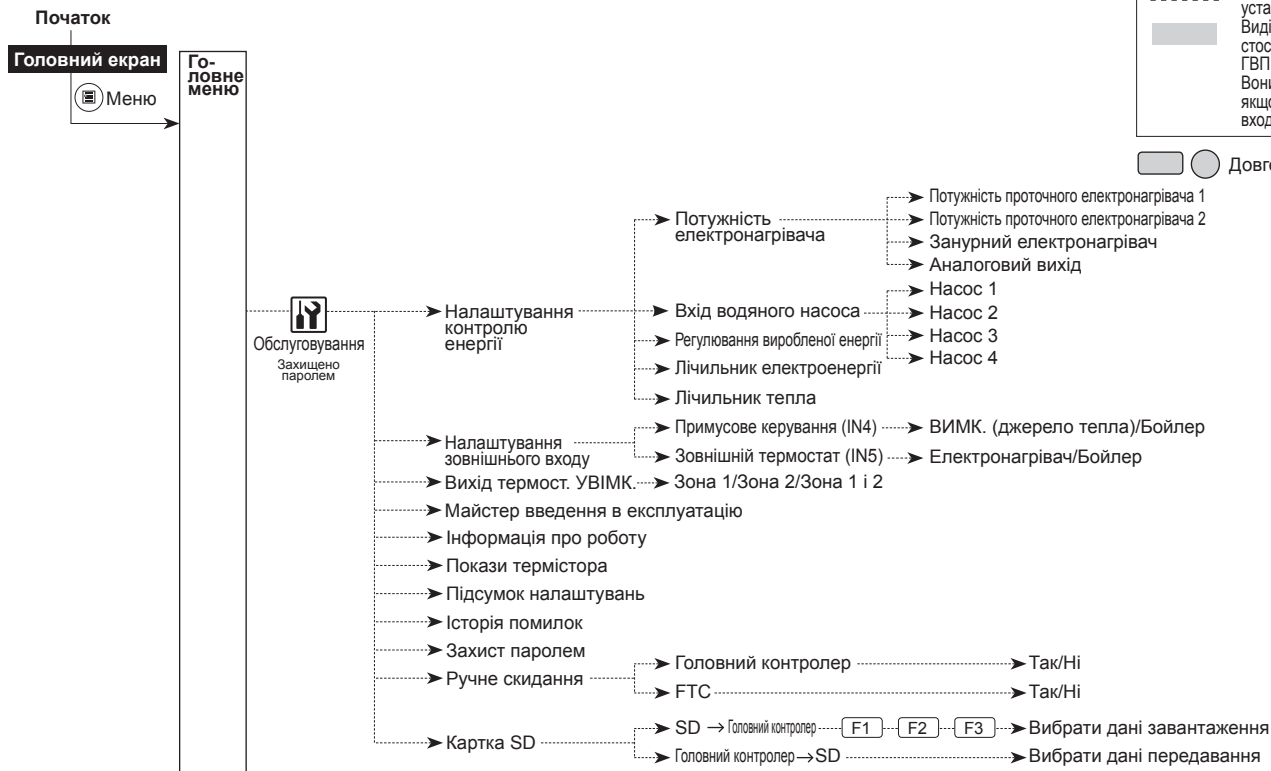 Початок
Головний екран
Меню
Го-
ловне
меню
ГВП
Обслуговування
Захищено
паролем
Налаштування
контролю
енергії
Потужність
електронагрівача
Потужність проточного електронагрівача 1
Потужність проточного електронагрівача 2
Занурний електронагрівач
Аналоговий вихід
Вхід водяного насоса
Насос 1
Насос 2
Насос 3
Насос 4
Регулювання виробленої енергії
Лічильник електроенергії
Лічильник тепла
Налаштування
зовнішнього входу
Примусове керування (IN4)
ВИМК. (джерело тепла)/Бойлер
Зовнішній термостат (IN5)
Електронагрівач/Бойлер
Вихід термост. УВІМК.
Зона 1/Зона 2/Зона 1 і 2
Майстер введення в експлуатацію
Інформація про роботу
Покази термістора
Підсумок налаштувань
Історія помилок
Захист паролем
Ручне скидання
Головний контролер
Так/Ні
FTC
Так/Ні
Картка SD
SD → Головний контролер F1 F2 F3 Вибрати дані завантаження
Головний контролер → SD Вибрати дані передавання